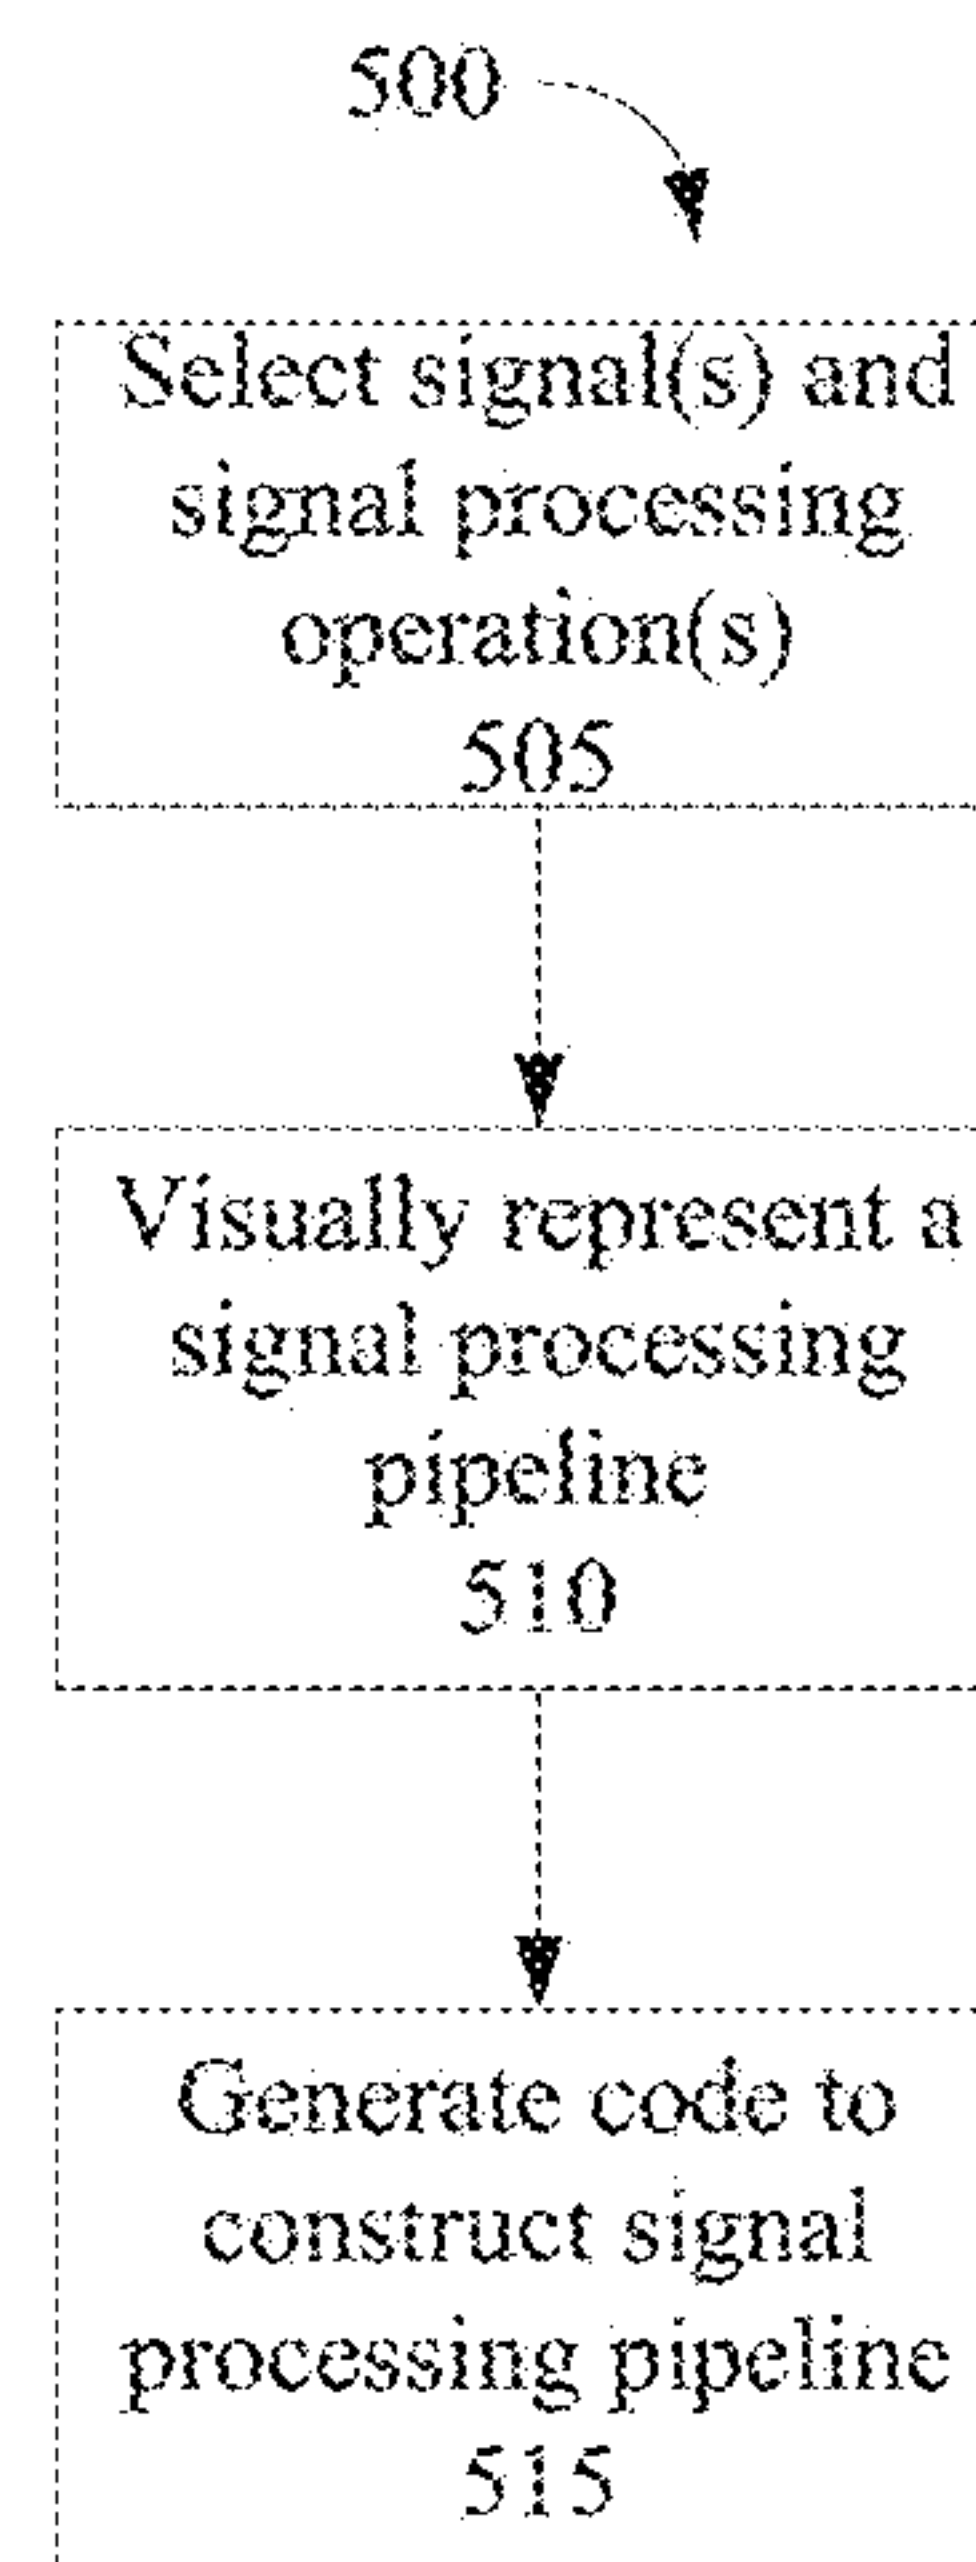 500
Select signal(s) and
signal processing
operation(s)
505
Visually represent a
signal processing
pipeline
510
Generate code to
construct signal
processing pipeline
515